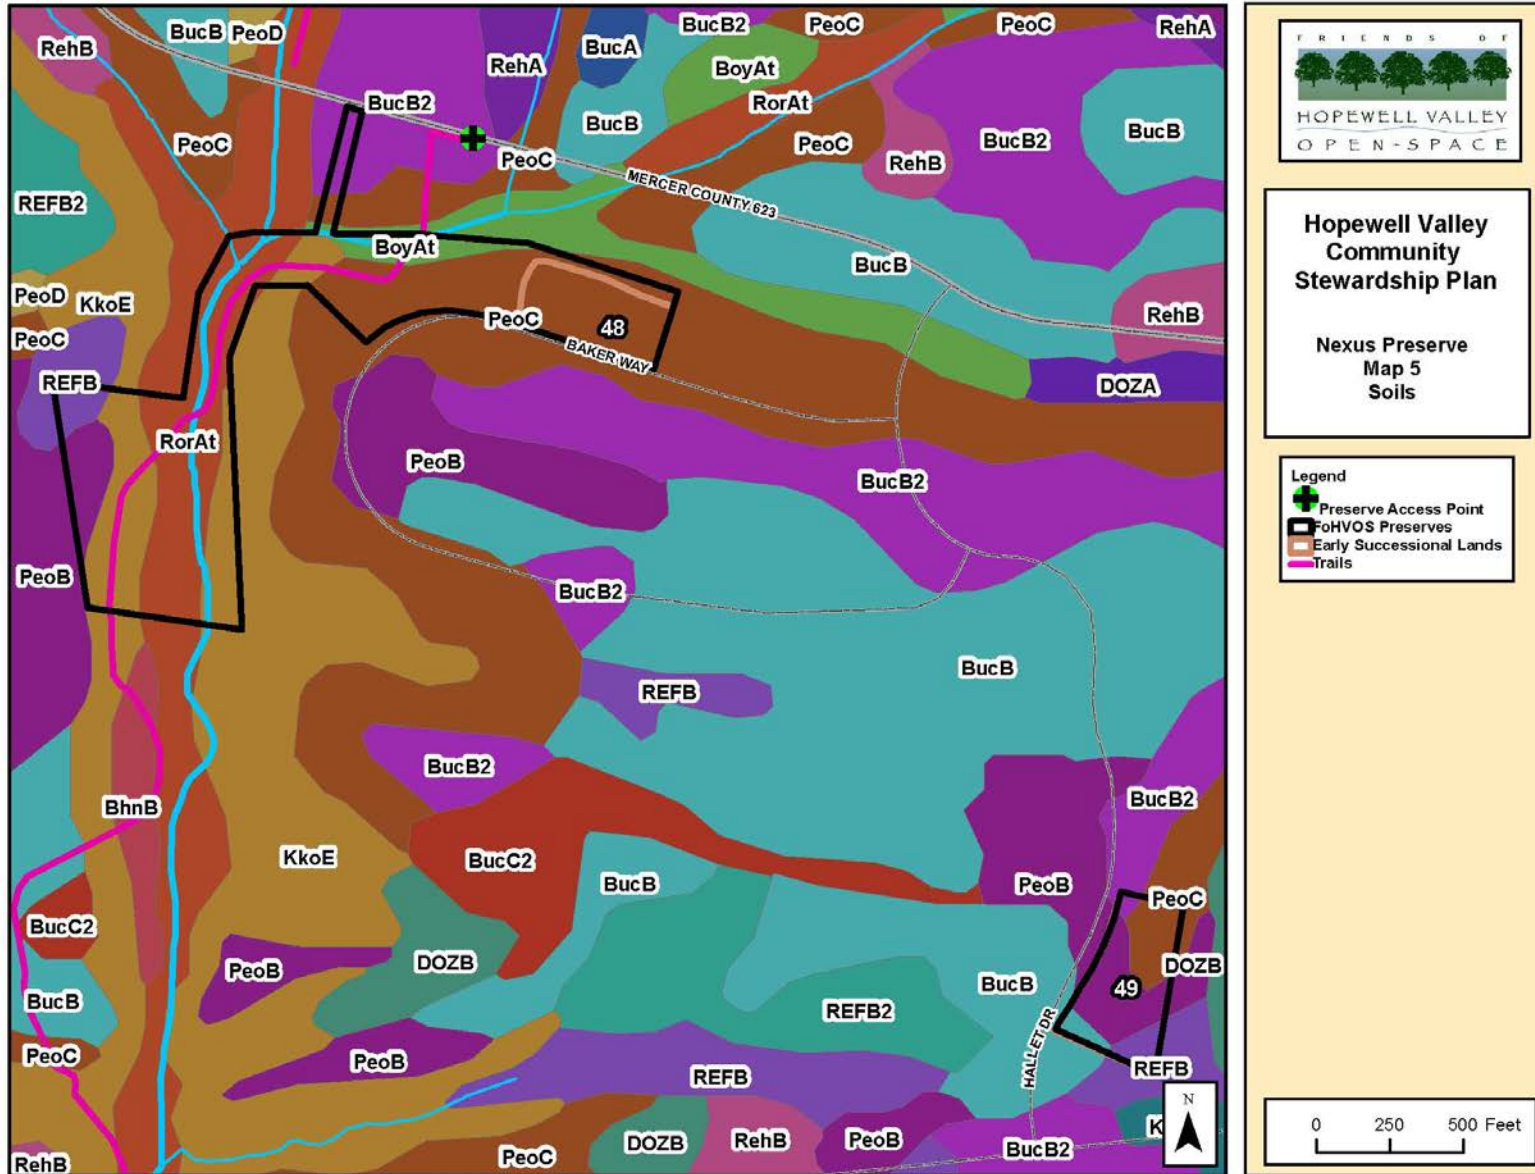 BucB
PeoD
BucB2
PeoC
PeoC
RehA
RehB
RehA
BucA
BoyAt
BucB2
RorAt
BucB
BucB2
BucB
PeoC
PeoC
PeoC
RehB
MERCER COUNTY 623
REFB2
BoyAt
BucB
PeoD
KkoE
PeoC
48
RehB
PeoC
BAKER WAY
REFB
DOZA
RorAt
PeoB
BucB2
PeoB
BucB2
BucB
REFB
BucB2
BhnB
BucB2
KkoE
BucC2
BucB
PeoB
PeoC
BucC2
PeoB
DOZB
DOZB
BucB
49
BucB
REFB2
HALLET DR
PeoC
PeoB
REFB
REFB
N
DOZB
RehB
PeoB
BucB2
K
RehB
PeoC
FRIENDS OF
HOPEWELL VALLEY
OPEN-SPACE
Hopewell Valley
Community
Stewardship Plan
Nexus Preserve
Map 5
Soils
Legend
Preserve Access Point
FoHVOS Preserves
Early Successional Lands
Trails
0 250 500 Feet